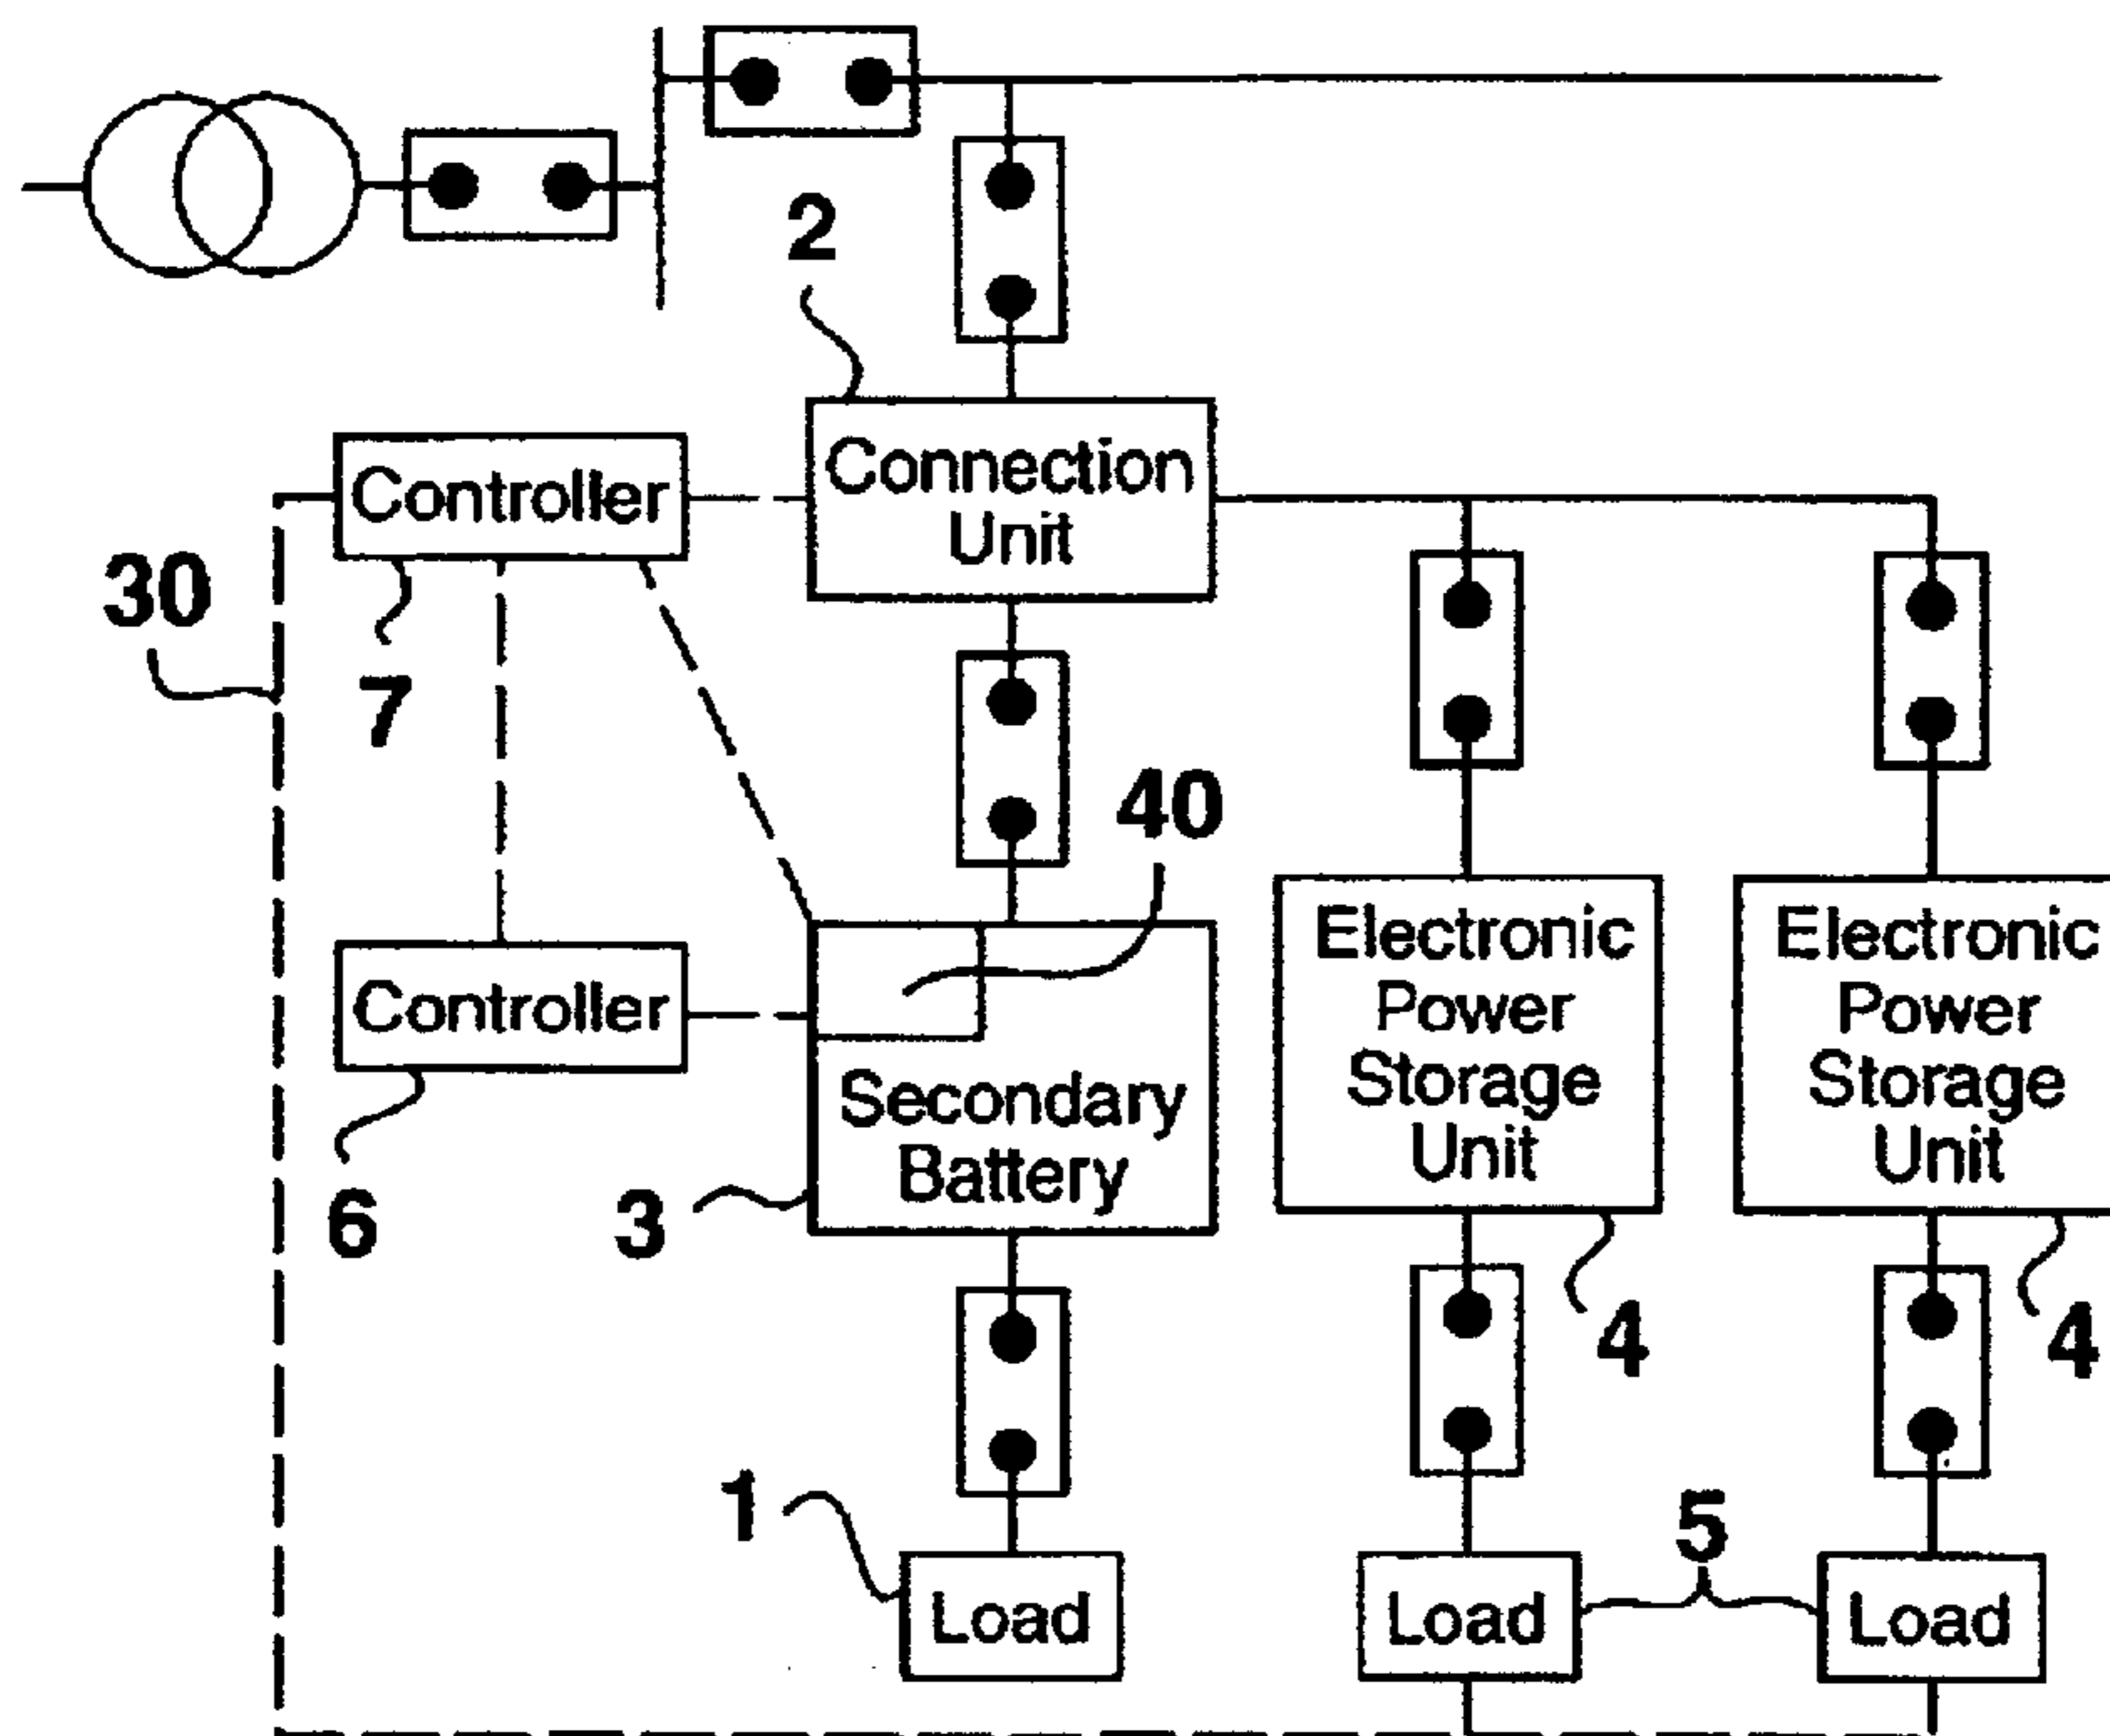 2
Controller
Connection
Unit
30
7
40
Controller
Secondary
Battery
Electronic
Power
Storage
Unit
Electronic
Power
Storage
Unit
6
3
4
4
1
5
Load
Load
Load